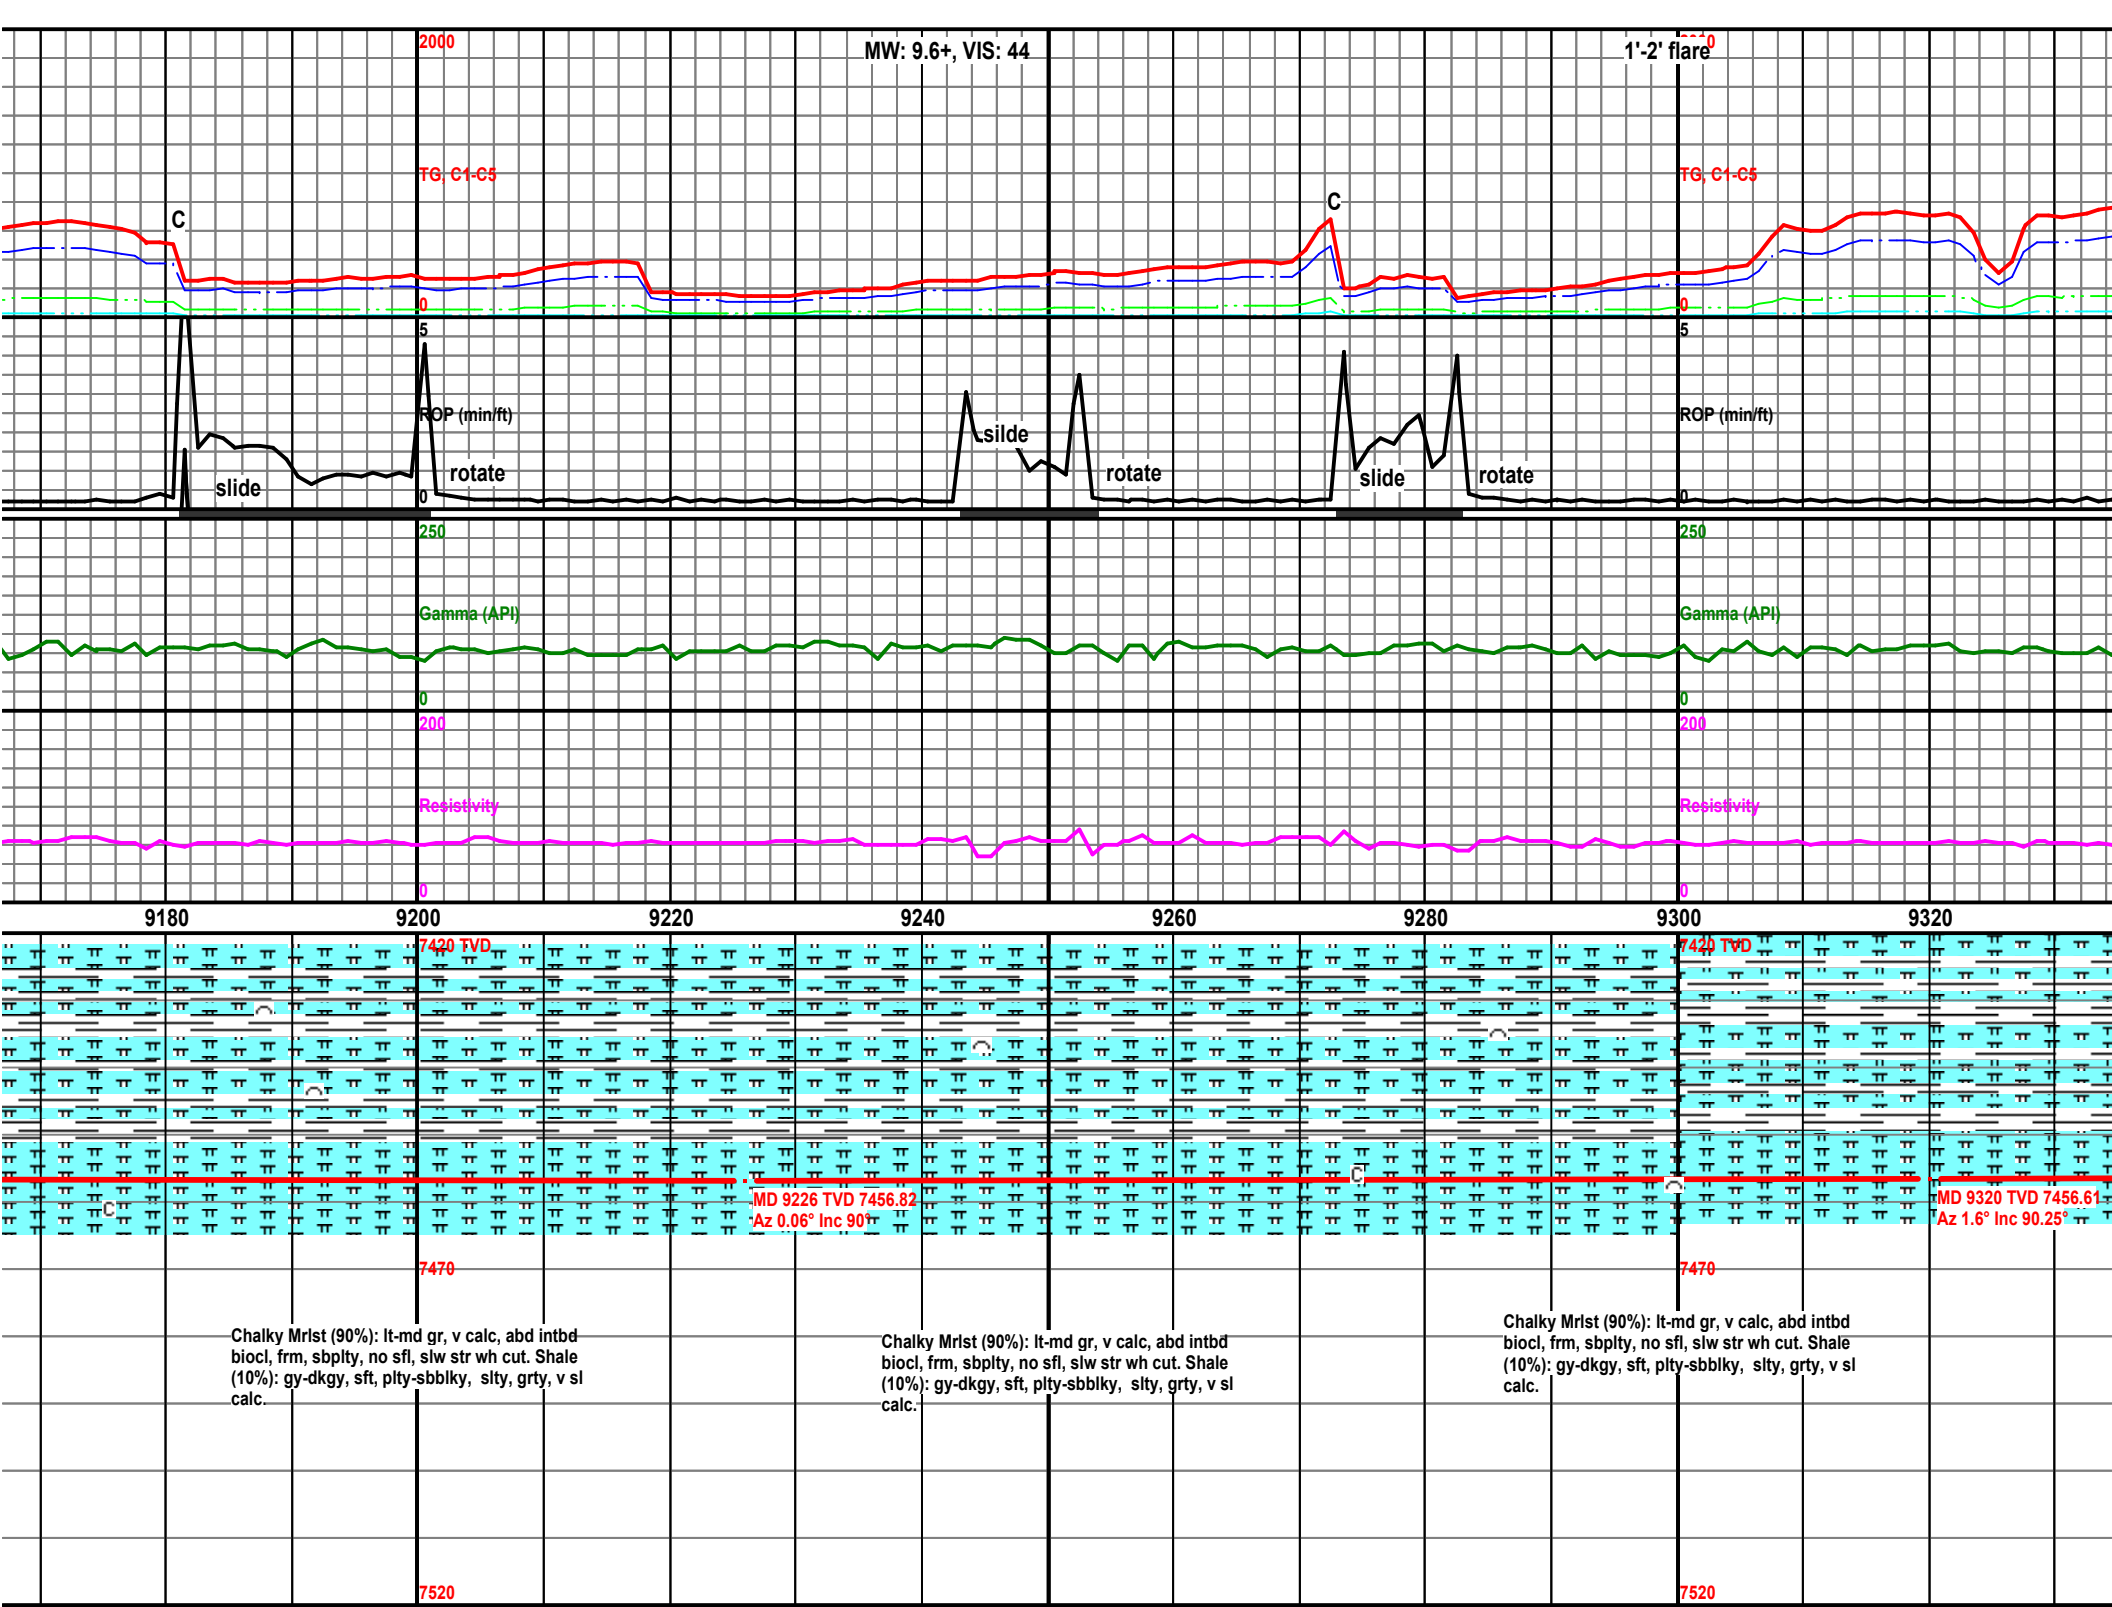 2000
MW: 9.6+, VIS: 44
1'-2' flare
TG, C1-C5
TG, C1-C5
C
C
0
0
5
5
ROP (min/ft)
ROP (min/ft)
silde
slide
rotate
rotate
slide
rotate
0
0
250
250
Gamma (API)
Gamma (API)
0
0
200
200
Resistivity
Resistivity
0
0
9180 9200 9220 9240 9260 9280 9300 9320
7420 TVD
7420 TVD
C
C
MD 9226 TVD 7456.82
Az 0.06° Inc 90°
MD 9320 TVD 7456.61
Az 1.6° Inc 90.25°
7470
7470
Chalky Mrlst (90%): lt-md gr, v calc, abd intbd
biocl, frm, sbplty, no sfl, slw str wh cut. Shale
(10%): gy-dkgy, sft, plty-sbblky, slty, grty, v sl
calc.
Chalky Mrlst (90%): lt-md gr, v calc, abd intbd
biocl, frm, sbplty, no sfl, slw str wh cut. Shale
(10%): gy-dkgy, sft, plty-sbblky, slty, grty, v sl
calc.
Chalky Mrlst (90%): lt-md gr, v calc, abd intbd
biocl, frm, sbplty, no sfl, slw str wh cut. Shale
(10%): gy-dkgy, sft, plty-sbblky, slty, grty, v sl
calc.
7520
7520